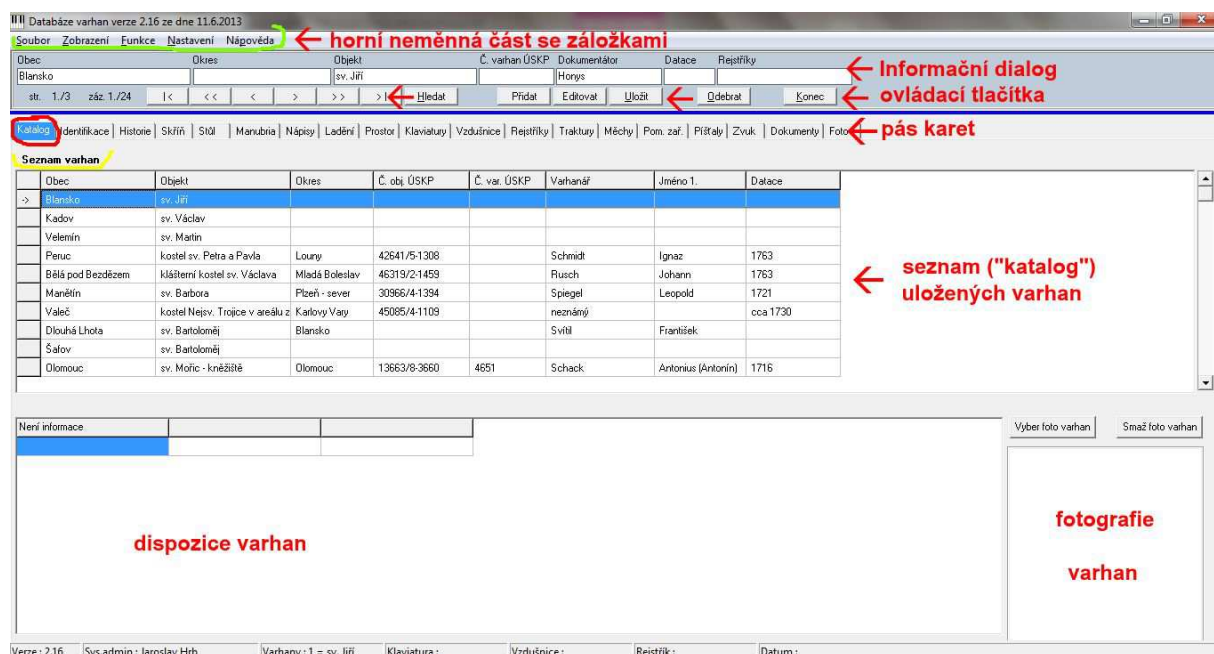 Databáze varhan verze 2.16 ze dne 11.6.2013
Soubor Zobrazení Funkce Nastavení Nápověda
horní neměnná část se záložkami
Obec Okres Objekt Č. varhan ÚSKP Dokumentátor Datace Rejstříky
Blansko sv. Jiří Honys
Informační dialog
str. 1./3 záz. 1./24 |< << < > >> >| Hledat Přidat Editovat Uložit Odebrat Konec
ovládací tlačítka
Katalog Identifikace Historie Skříň Stůl Manubria Nápisy Ladění Prostor Klaviatury Vzdušnice Rejstříky Traktury Měchy Pom. zař. Píšťaly Zvuk Dokumenty Foto
pás karet
Seznam varhan
Obec Objekt Okres Č. obj. ÚSKP Č. var. ÚSKP Varhanář Jméno 1. Datace
-> Blansko sv. Jiří
Kadov sv. Václav
Velemín sv. Martin
Peruc kostel sv. Petra a Pavla Louny 42641/5-1308 Schmidt Ignaz 1763
Bělá pod Bezdězem klášterní kostel sv. Václava Mladá Boleslav 46319/2-1459 Rusch Johann 1763
Manětín sv. Barbora Plzeň - sever 30966/4-1394 Spiegel Leopold 1721
Valeč kostel Nejsv. Trojice v areálu z Karlovy Vary 45085/4-1109 neznámý cca 1730
Dlouhá Lhota sv. Bartoloměj Blansko Svítil František
Šafov sv. Bartoloměj
Olomouc sv. Mořic - kněžiště Olomouc 13663/8-3660 4651 Schack Antonius (Antonín) 1716
seznam ("katalog")
uložených varhan
Není informace
Vyber foto varhan Smaž foto varhan
dispozice varhan
fotografie
varhan
Verze : 2.16 Sys.admin : Jaroslav Hrb Varhany : 1 = sv. Jiří Klaviatura : Vzdušnice : Rejstřík : Datum :